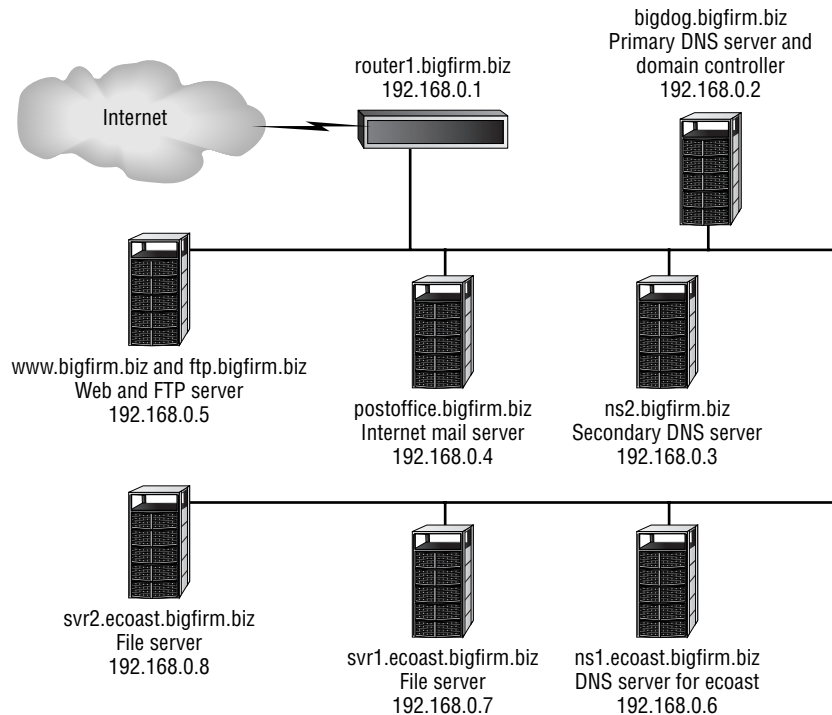 bigdog.bigfirm.biz
Primary DNS server and
domain controller
192.168.0.2
router1.bigfirm.biz
192.168.0.1
Internet
www.bigfirm.biz and ftp.bigfirm.biz
Web and FTP server
192.168.0.5
postoffice.bigfirm.biz
Internet mail server
192.168.0.4
ns2.bigfirm.biz
Secondary DNS server
192.168.0.3
svr2.ecoast.bigfirm.biz
File server
192.168.0.8
svr1.ecoast.bigfirm.biz
File server
192.168.0.7
ns1.ecoast.bigfirm.biz
DNS server for ecoast
192.168.0.6